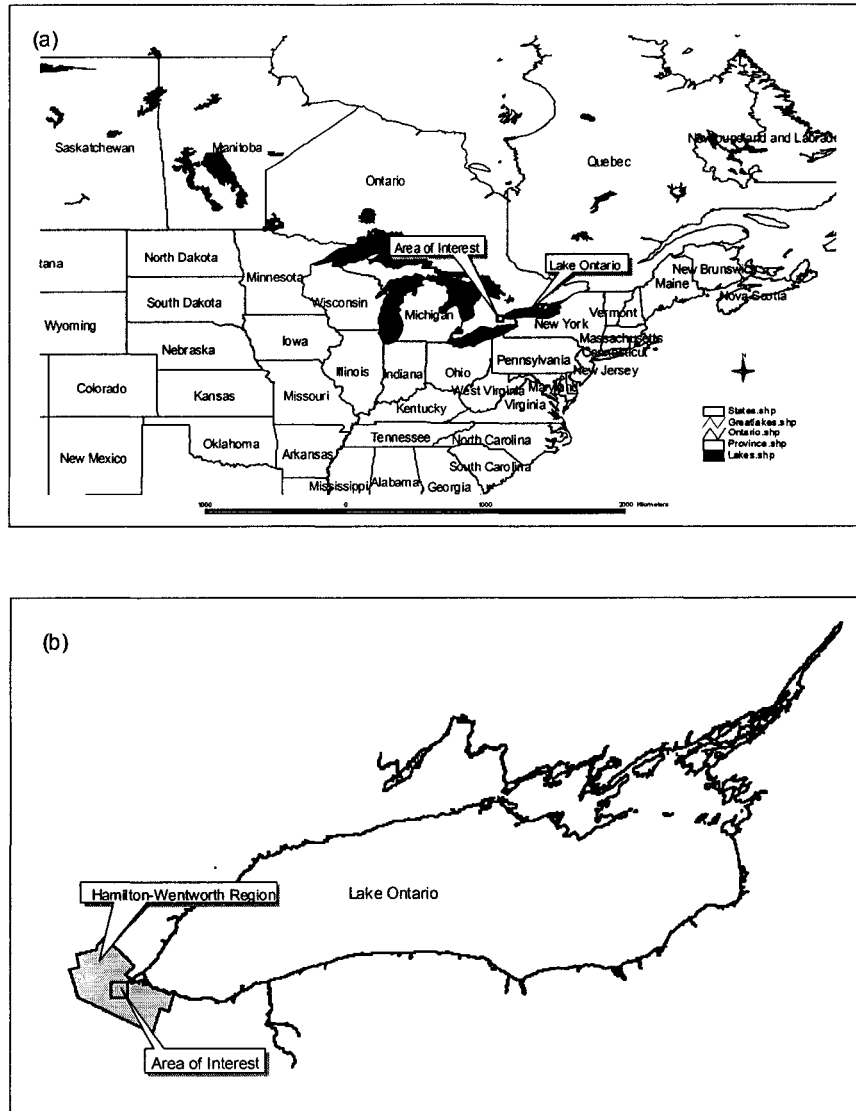 (a)
Saskatchewan
Manitoba
Ontario
Quebec
Newfoundland and Labrad
Area of Interest
Lake Ontario
tana
North Dakota
Minnesota
New Brunswick
Maine
South Dakota
Wisconsin
Michigan
Nova Scotia
Wyoming
New York
Vermont
Iowa
Massachusetts
Nebraska
Connecticut
Pennsylvania
New Jersey
Illinois
Indiana
Ohio
Colorado
Kansas
Missouri
West Virginia
Maryland
Virginia
Kentucky
Oklahoma
Tennessee
North Carolina
New Mexico
Arkansas
South Carolina
Mississippi
Alabama
Georgia
N
States.shp
Greatlakes.shp
Ontario.shp
Province.shp
Lakes.shp
1000 0 1000 2000 Kilometers
(b)
Hamilton-Wentworth Region
Lake Ontario
Area of Interest